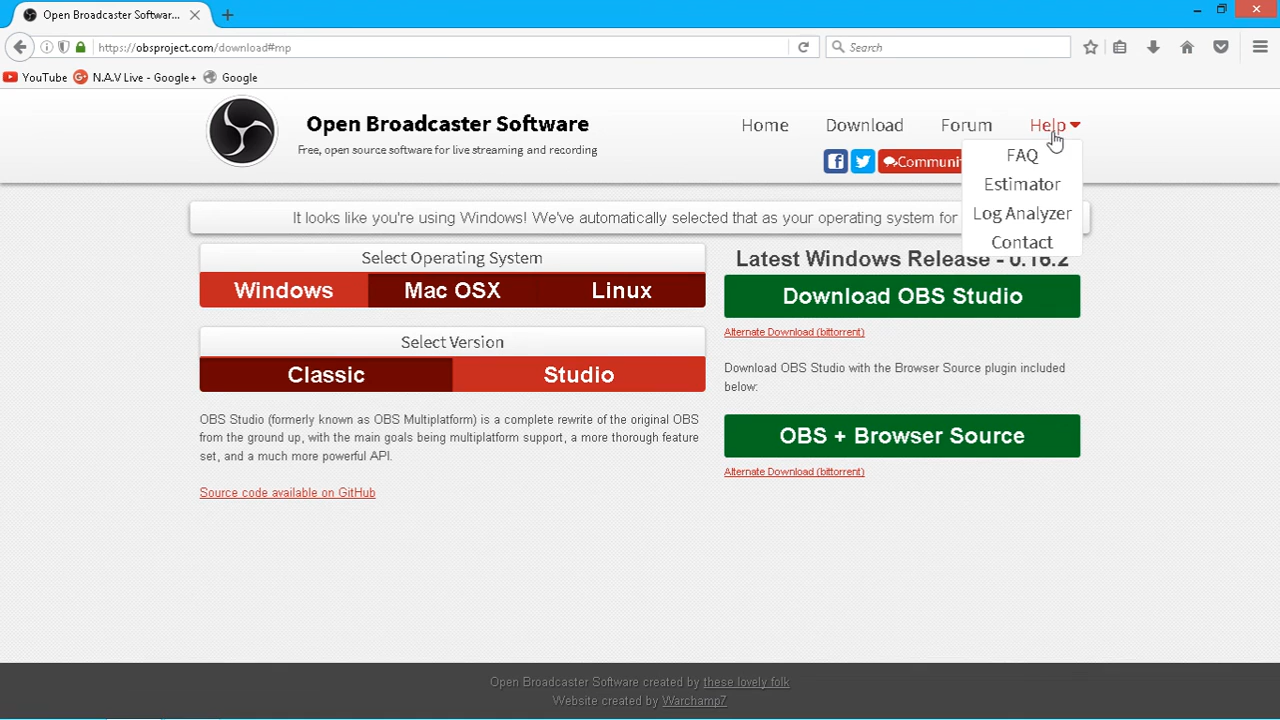 Open Broadcaster Softwar...
https://obsproject.com/download#mp
Search
YouTube
N.A.V Live - Google+
Google
Open Broadcaster Software
Free, open source software for live streaming and recording
Home
Download
Forum
Help
Communi
FAQ
Estimator
Log Analyzer
Contact
It looks like you're using Windows! We've automatically selected that as your operating system for
Select Operating System
Windows
Mac OSX
Linux
Select Version
Classic
Studio
OBS Studio (formerly known as OBS Multiplatform) is a complete rewrite of the original OBS
from the ground up, with the main goals being multiplatform support, a more thorough feature
set, and a much more powerful API.
Source code available on GitHub
Latest Windows Release - 0.16.2
Download OBS Studio
Alternate Download (bittorrent)
Download OBS Studio with the Browser Source plugin included
below:
OBS + Browser Source
Alternate Download (bittorrent)
Open Broadcaster Software created by these lovely folk
Website created by Warchamp7